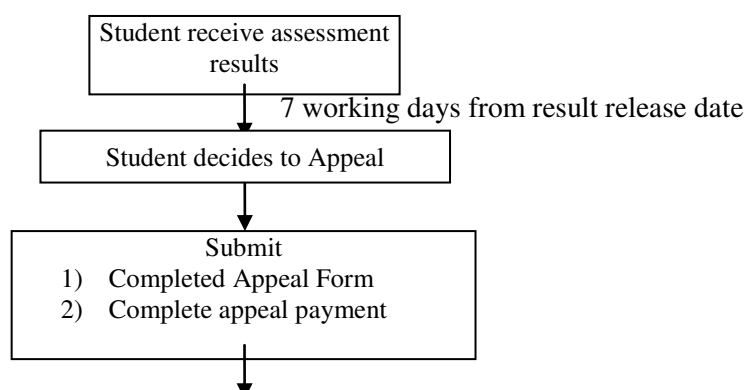 Student receive assessment
results
7 working days from result release date
Student decides to Appeal
Submit
1) Completed Appeal Form
2) Complete appeal payment